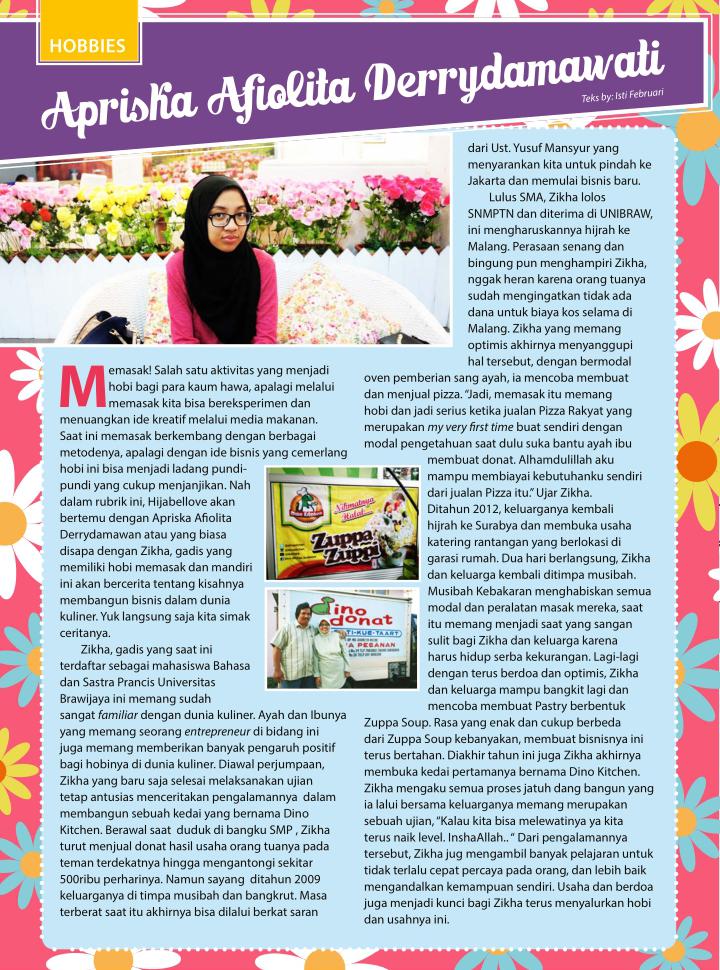 HOBBIES
Apriska Afiolita Derrydamawati
Teks by: Isti Februari
Memasak! Salah satu aktivitas yang menjadi
hobi bagi para kaum hawa, apalagi melalui
memasak kita bisa bereksperimen dan
menuangkan ide kreatif melalui media makanan.
Saat ini memasak berkembang dengan berbagai
metodenya, apalagi dengan ide bisnis yang cemerlang
hobi ini bisa menjadi ladang pundi-
pundi yang cukup menjanjikan. Nah
dalam rubrik ini, Hijabellove akan
bertemu dengan Apriska Afiolita
Derrydamawan atau yang biasa
disapa dengan Zikha, gadis yang
memiliki hobi memasak dan mandiri
ini akan bercerita tentang kisahnya
membangun bisnis dalam dunia
kuliner. Yuk langsung saja kita simak
ceritanya.
Zikha, gadis yang saat ini
terdaftar sebagai mahasiswa Bahasa
dan Sastra Prancis Universitas
Brawijaya ini memang sudah
sangat familiar dengan dunia kuliner. Ayah dan Ibunya
yang memang seorang entrepreneur di bidang ini
juga memang memberikan banyak pengaruh positif
bagi hobinya di dunia kuliner. Diawal perjumpaan,
Zikha yang baru saja selesai melaksanakan ujian
tetap antusias menceritakan pengalamannya dalam
membangun sebuah kedai yang bernama Dino
Kitchen. Berawal saat duduk di bangku SMP , Zikha
turut menjual donat hasil usaha orang tuanya pada
teman terdekatnya hingga mengantongi sekitar
500ribu perharinya. Namun sayang ditahun 2009
keluarganya di timpa musibah dan bangkrut. Masa
terberat saat itu akhirnya bisa dilalui berkat saran
dari Ust. Yusuf Mansyur yang
menyarankan kita untuk pindah ke
Jakarta dan memulai bisnis baru.
Lulus SMA, Zikha lolos
SNMPTN dan diterima di UNIBRAW,
ini mengharuskannya hijrah ke
Malang. Perasaan senang dan
bingung pun menghampiri Zikha,
nggak heran karena orang tuanya
sudah mengingatkan tidak ada
dana untuk biaya kos selama di
Malang. Zikha yang memang
optimis akhirnya menyanggupi
hal tersebut, dengan bermodal
oven pemberian sang ayah, ia mencoba membuat
dan menjual pizza. "Jadi, memasak itu memang
hobi dan jadi serius ketika jualan Pizza Rakyat yang
merupakan my very first time buat sendiri dengan
modal pengetahuan saat dulu suka bantu ayah ibu
membuat donat. Alhamdulillah aku
mampu membiayai kebutuhanku sendiri
dari jualan Pizza itu." Ujar Zikha.
Ditahun 2012, keluarganya kembali
hijrah ke Surabya dan membuka usaha
katering rantangan yang berlokasi di
garasi rumah. Dua hari berlangsung, Zikha
dan keluarga kembali ditimpa musibah.
Musibah Kebakaran menghabiskan semua
modal dan peralatan masak mereka, saat
itu memang menjadi saat yang sangan
sulit bagi Zikha dan keluarga karena
harus hidup serba kekurangan. Lagi-lagi
dengan terus berdoa dan optimis, Zikha
dan keluarga mampu bangkit lagi dan
mencoba membuat Pastry berbentuk
Zuppa Soup. Rasa yang enak dan cukup berbeda
dari Zuppa Soup kebanyakan, membuat bisnisnya ini
terus bertahan. Diakhir tahun ini juga Zikha akhirnya
membuka kedai pertamanya bernama Dino Kitchen.
Zikha mengaku semua proses jatuh dang bangun yang
ia lalui bersama keluarganya memang merupakan
sebuah ujian, "Kalau kita bisa melewatinya ya kita
terus naik level. InshaAllah.. " Dari pengalamannya
tersebut, Zikha jug mengambil banyak pelajaran untuk
tidak terlalu cepat percaya pada orang, dan lebih baik
mengandalkan kemampuan sendiri. Usaha dan berdoa
juga menjadi kunci bagi Zikha terus menyalurkan hobi
dan usahnya ini.
Nikmatnya
Halal...
Zuppa
Zuppi
Dino
donat
TI-KUE-TAART
A PESANAN